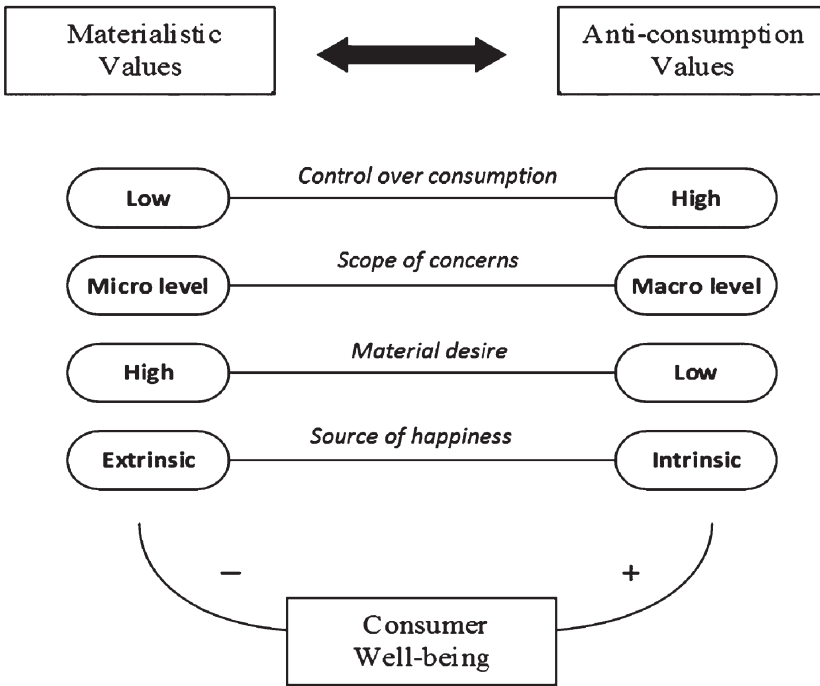 Materialistic
Values
Anti-consumption
Values
Control over consumption
Low
High
Scope of concerns
Micro level
Macro level
Material desire
High
Low
Source of happiness
Extrinsic
Intrinsic
–
+
Consumer
Well-being